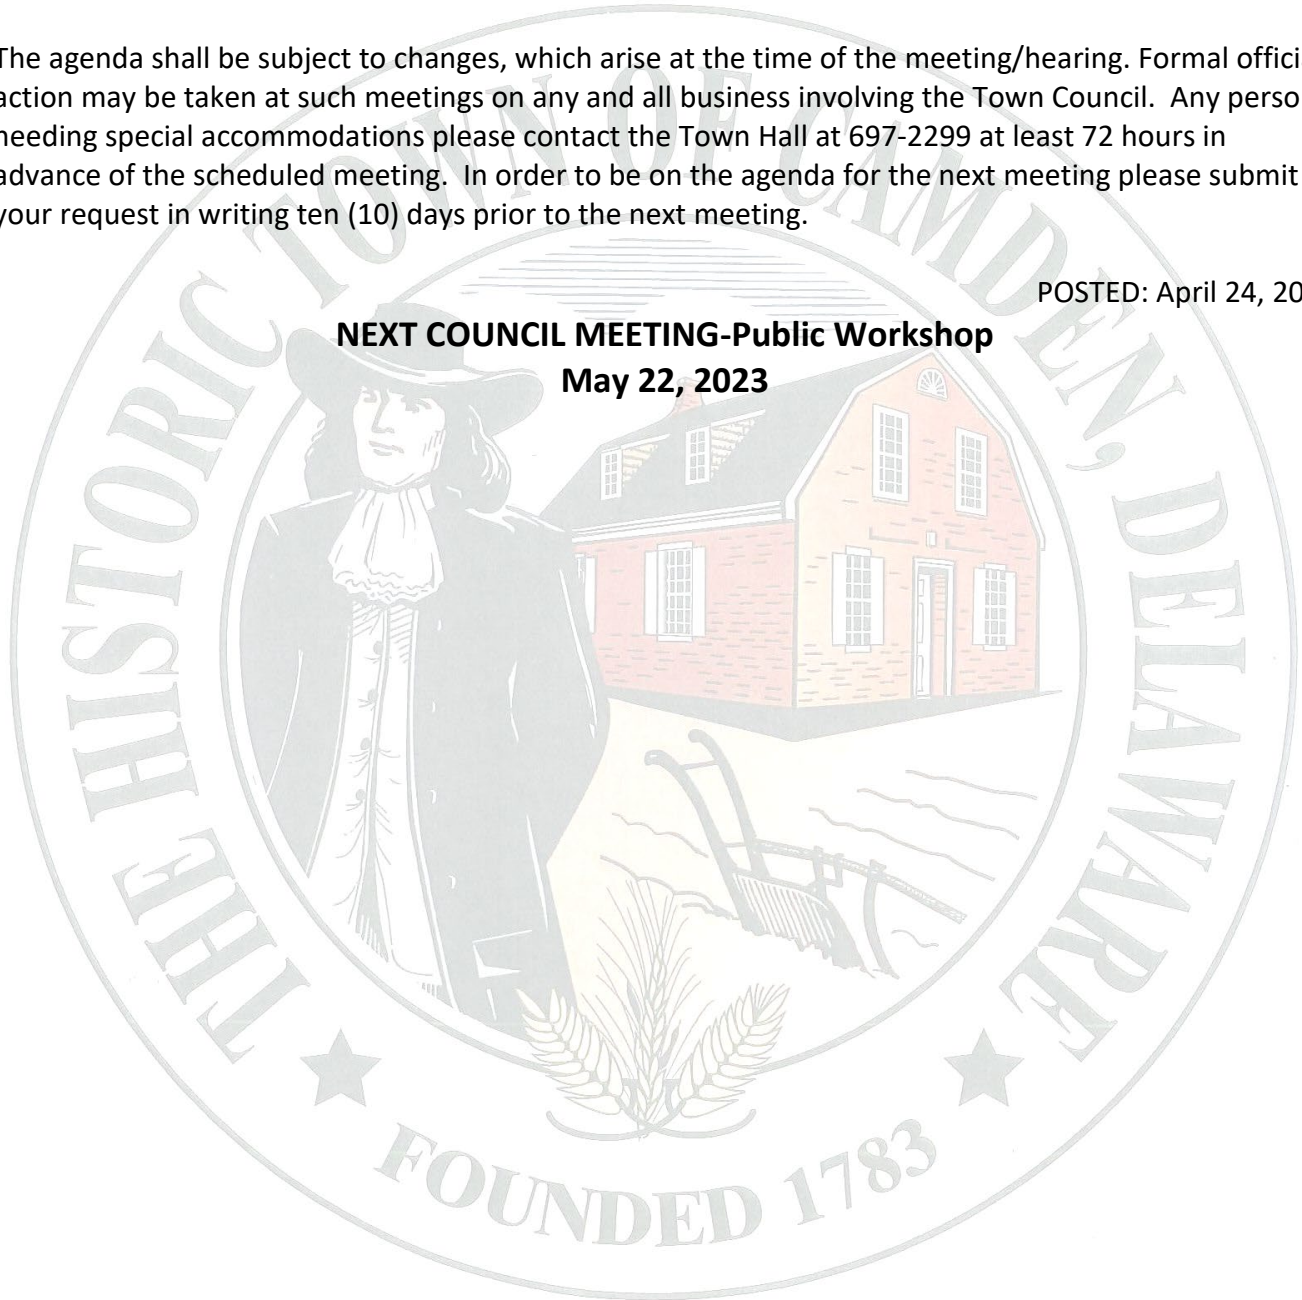 The agenda shall be subject to changes, which arise at the time of the meeting/hearing. Formal offici
action may be taken at such meetings on any and all business involving the Town Council. Any perso
needing special accommodations please contact the Town Hall at 697-2299 at least 72 hours in
advance of the scheduled meeting. In order to be on the agenda for the next meeting please submit
your request in writing ten (10) days prior to the next meeting.
POSTED: April 24, 20
NEXT COUNCIL MEETING-Public Workshop
May 22, 2023
THE HISTORIC TOWN OF CAMDEN, DELAWARE
FOUNDED 1783